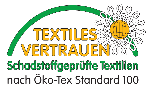 TEXTILES
VERTRAUEN
Schadstoffgeprüfte Textilien
nach Öko-Tex Standard 100